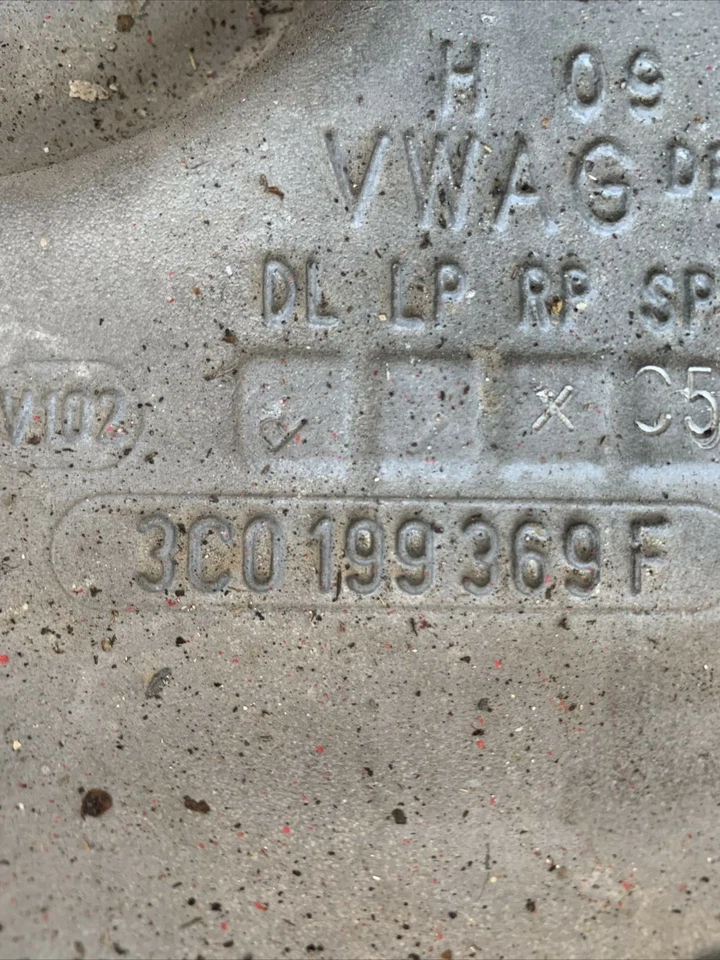 H 09
VWAG
DL LP RP SP
V102
X C5
3C0 199 369 F